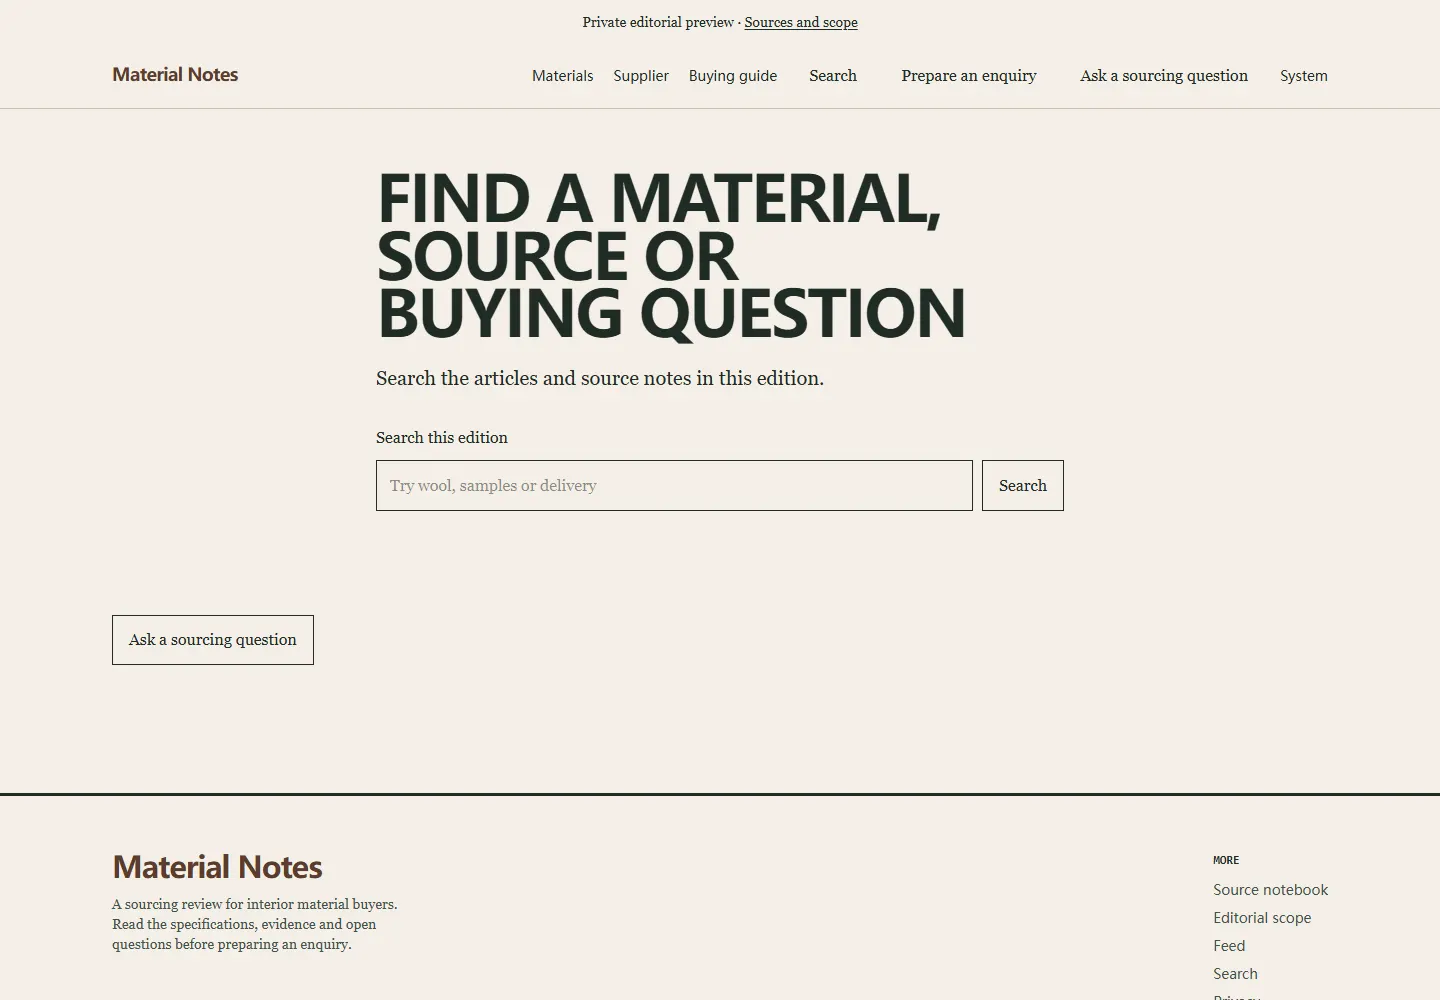 Private editorial preview · Sources and scope
Material Notes
Materials
Supplier
Buying guide
Search
Prepare an enquiry
Ask a sourcing question
System
FIND A MATERIAL,
SOURCE OR
BUYING QUESTION
Search the articles and source notes in this edition.
Search this edition
Try wool, samples or delivery
Search
Ask a sourcing question
Material Notes
A sourcing review for interior material buyers.
Read the specifications, evidence and open
questions before preparing an enquiry.
MORE
Source notebook
Editorial scope
Feed
Search